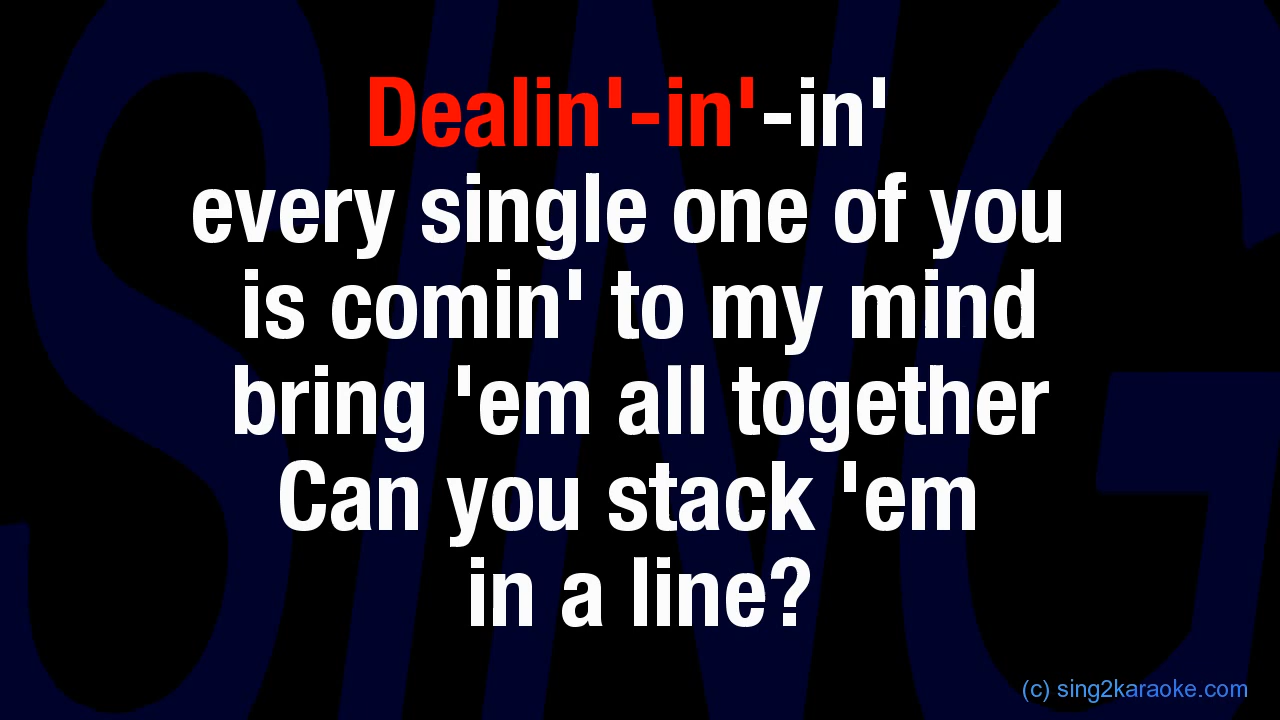 Dealin'-in'-in'
every single one of you
is comin' to my mind
bring 'em all together
Can you stack 'em
in a line?
(c) sing2karaoke.com
SING